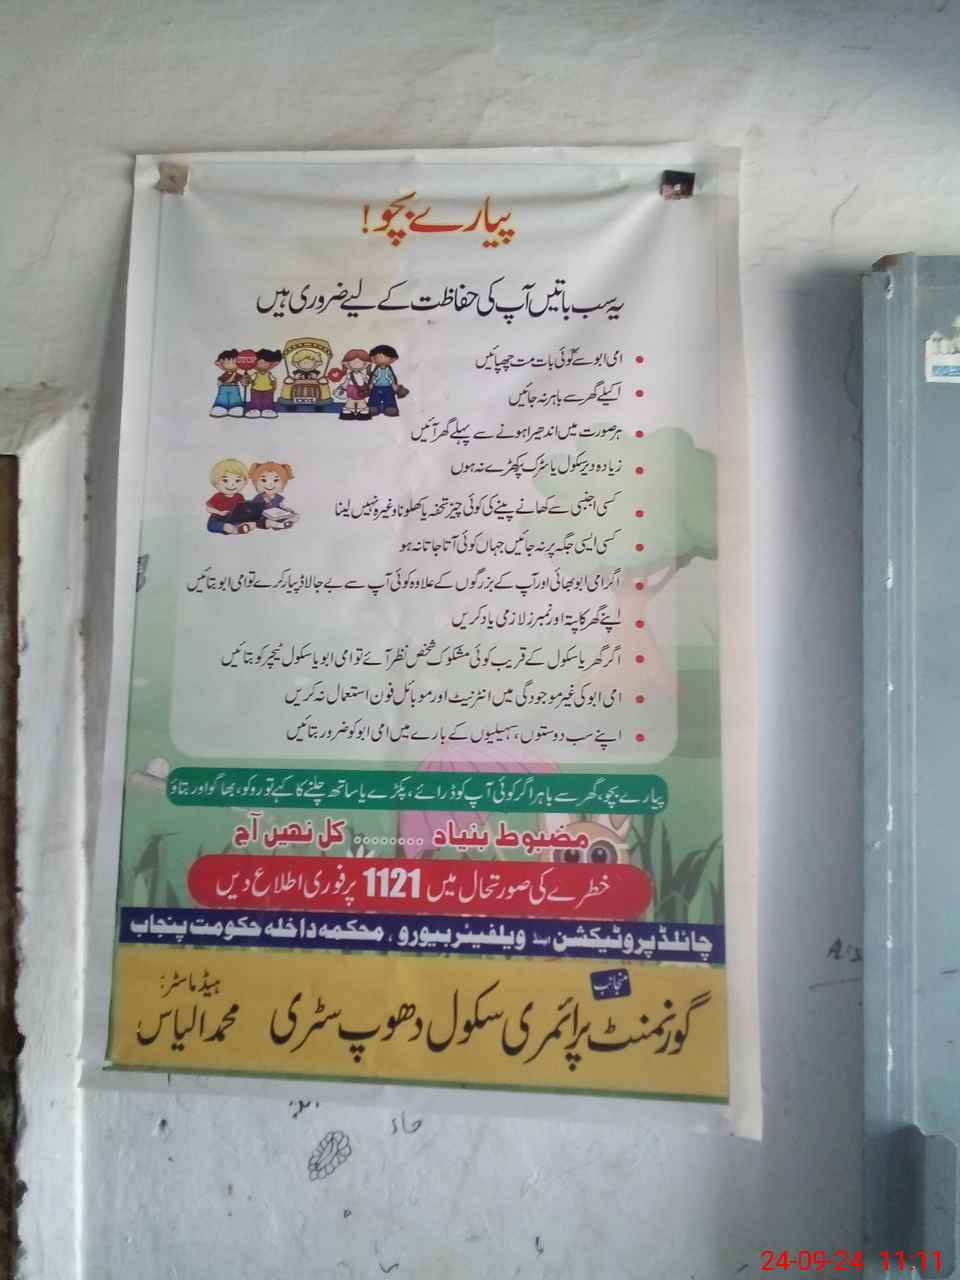 پیارے بچو!
یہ سب باتیں آپ کی حفاظت کے لیے ضروری ہیں
STOP
امی ابو سے کوئی بات مت چھپائیں
اکیلے گھر سے باہر نہ جائیں
ہر صورت میں اندھیرا ہونے سے پہلے گھر آئیں
زیادہ دیر سکول یا سڑک پر کھڑے نہ ہوں
کسی اجنبی سے کھانے پینے کی کوئی چیز تحفہ یا کھلونا وغیرہ نہیں لینا
کسی ایسی جگہ پر نہ جائیں جہاں کوئی آتا جاتا نہ ہو
اگر امی ابو بھائی اور آپ کے بزرگوں کے علاوہ کوئی آپ سے بے جا لاڈ پیار کرے تو امی ابو بتائیں
اپنے گھر کا پتہ اور نمبرز لازمی یاد کریں
اگر گھر یا سکول کے قریب کوئی مشکوک شخص نظر آئے تو امی ابو یا سکول ٹیچر کو بتائیں
امی ابو کی غیر موجودگی میں انٹرنیٹ اور موبائل فون استعمال نہ کریں
اپنے سب دوستوں، سہیلیوں کے بارے میں امی ابو کو ضرور بتائیں
پیارے بچو، گھر سے باہر اگر کوئی آپ کو ڈرائے، پکڑے یا ساتھ چلنے کا کہے تو روکو، بھاگو اور بتاؤ
مضبوط بنیاد ........ کل نہیں آج
خطرے کی صورتحال میں 1121 پر فوری اطلاع دیں
چائلڈ پروٹیکشن اینڈ ویلفیئر بیورو، محکمہ داخلہ حکومت پنجاب
منجانب
گورنمنٹ پرائمری سکول دھوپ سٹری
ہیڈ ماسٹر:
محمد الیاس
24-09-24 11:11